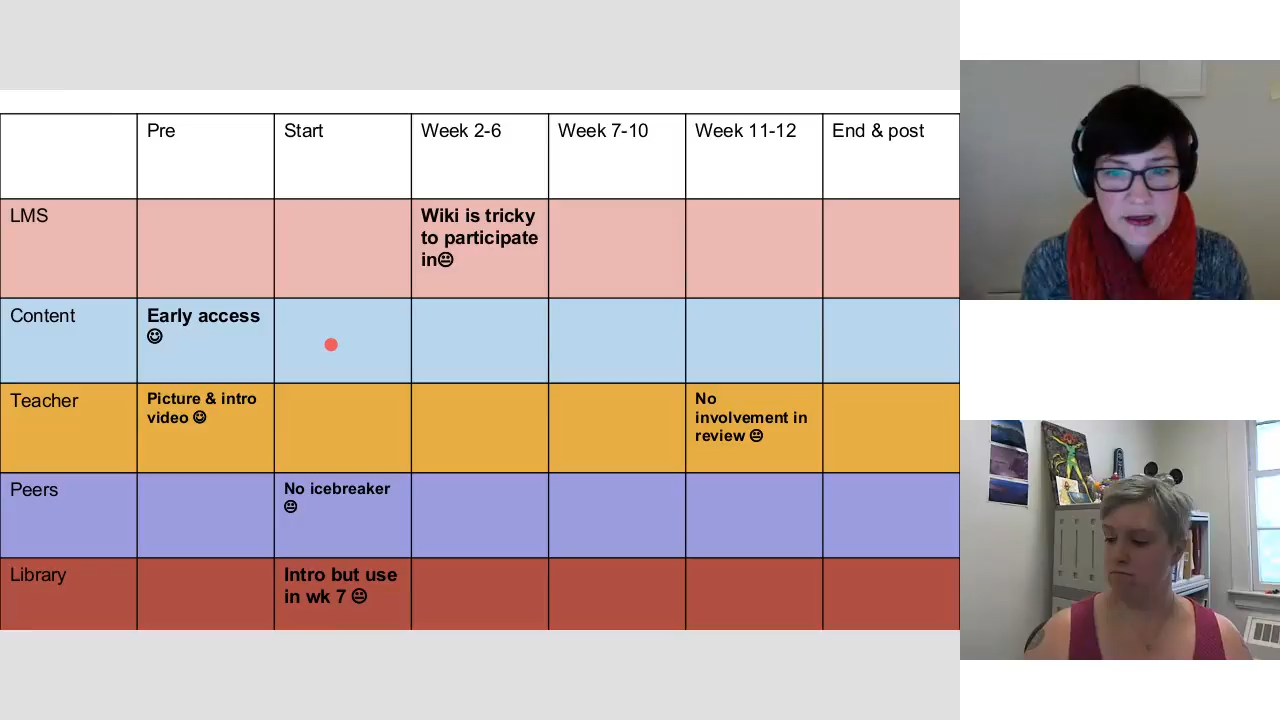 Pre
Start
Week 2-6
Week 7-10
Week 11-12
End & post
LMS
Wiki is tricky
to participate
in😐
Content
Early access
☺
Teacher
Picture & intro
video ☺
No
involvement in
review 😐
Peers
No icebreaker
😐
Library
Intro but use
in wk 7 😐